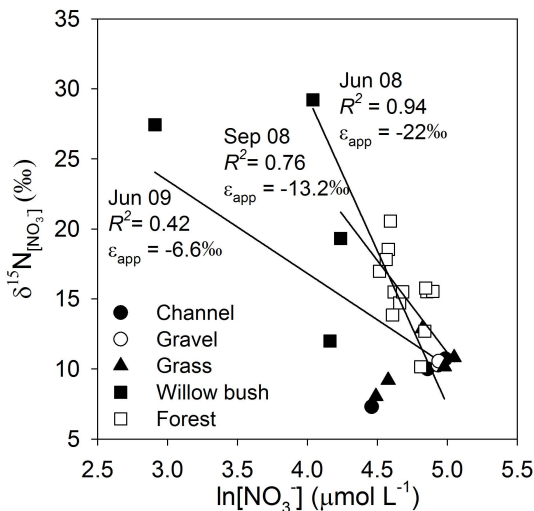 35
30
25
20
15
10
5
δ¹⁵N[NO₃⁻] (‰)
Jun 08
R² = 0.94
εapp = -22‰
Sep 08
R²= 0.76
εapp = -13.2‰
Jun 09
R²= 0.42
εapp = -6.6‰
Channel
Gravel
Grass
Willow bush
Forest
2.5 3.0 3.5 4.0 4.5 5.0 5.5
ln[NO₃⁻] (μmol L⁻¹)